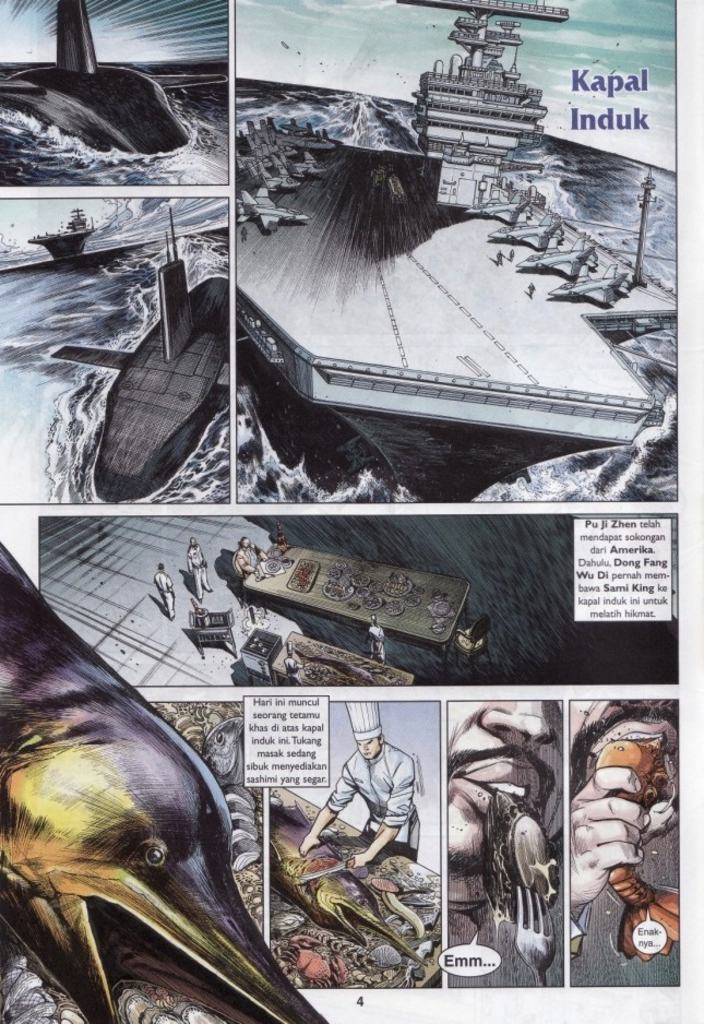 Kapal
Induk
Pu Ji Zhen telah
mendapat sokongan
dari Amerika.
Dahulu, Dong Fang
Wu Di pernah mem-
bawa Sami King ke
kapal induk ini untuk
melatih hikmat.
Hari ini muncul
seorang tetamu
khas di atas kapal
induk ini. Tukang
masak sedang
sibuk menyediakan
sashimi yang segar.
Emm...
Enak-
nya...
4